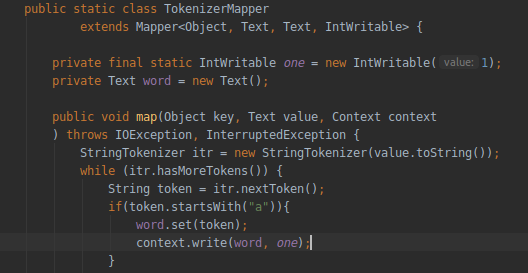 public static class TokenizerMapper
extends Mapper<Object, Text, Text, IntWritable> {
private final static IntWritable one = new IntWritable( value: 1);
private Text word = new Text();
public void map(Object key, Text value, Context context
) throws IOException, InterruptedException {
StringTokenizer itr = new StringTokenizer(value.toString());
while (itr.hasMoreTokens()) {
String token = itr.nextToken();
if(token.startsWith("a")){
word.set(token);
context.write(word, one);
}